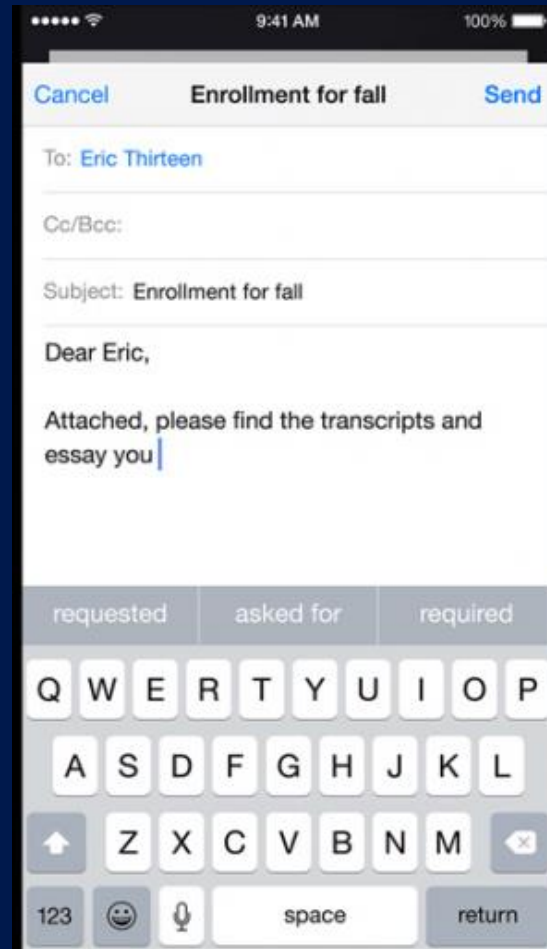 9:41 AM 100%
Cancel Enrollment for fall Send
To: Eric Thirteen
Cc/Bcc:
Subject: Enrollment for fall
Dear Eric,
Attached, please find the transcripts and
essay you
requested asked for required
Q W E R T Y U I O P
A S D F G H J K L
Z X C V B N M
123 space return